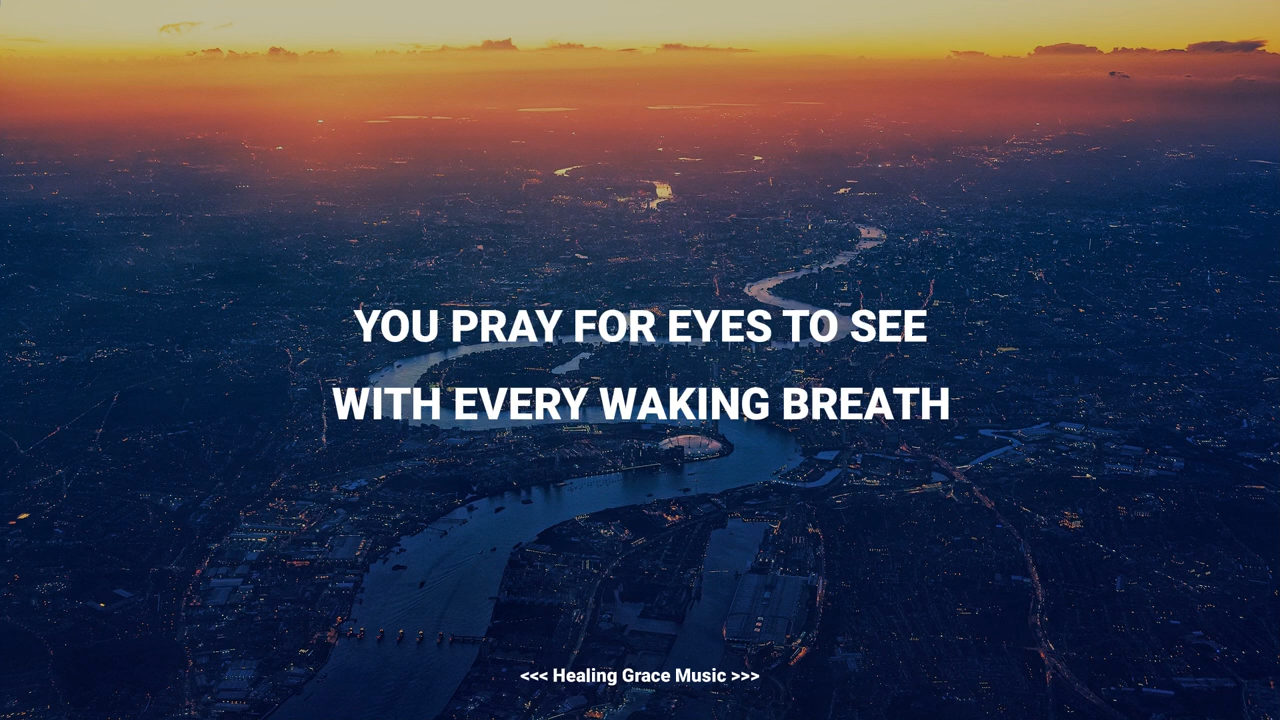 YOU PRAY FOR EYES TO SEE
WITH EVERY WAKING BREATH
<<< Healing Grace Music >>>